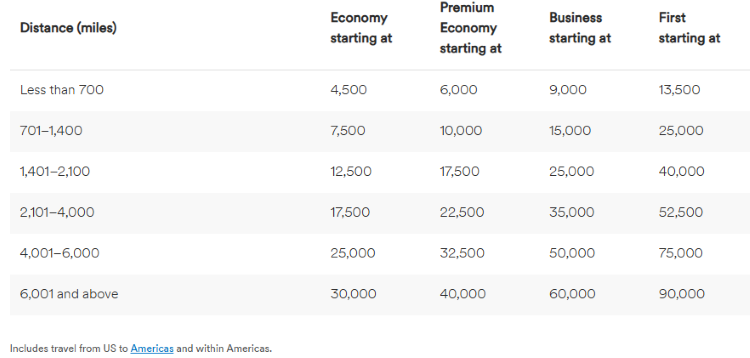 Distance (miles) Economy starting at Premium Economy starting at Business starting at First starting at
Less than 700 4,500 6,000 9,000 13,500
701–1,400 7,500 10,000 15,000 25,000
1,401–2,100 12,500 17,500 25,000 40,000
2,101–4,000 17,500 22,500 35,000 52,500
4,001–6,000 25,000 32,500 50,000 75,000
6,001 and above 30,000 40,000 60,000 90,000
Includes travel from US to Americas and within Americas.